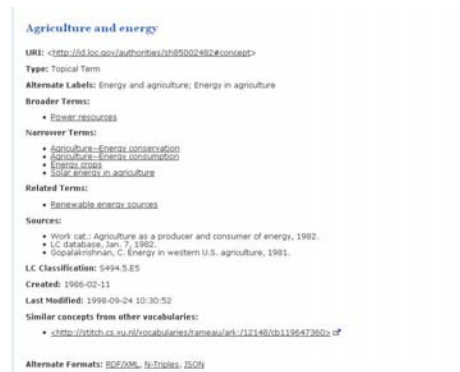 Agriculture and energy
URI: <http://id.loc.gov/authorities/sh85002482#concept>
Type: Topical Term
Alternate Labels: Energy and agriculture; Energy in agriculture
Broader Terms:
• Power resources
Narrower Terms:
• Agriculture--Energy conservation
• Agriculture--Energy consumption
• Energy crops
• Solar energy in agriculture
Related Terms:
• Renewable energy sources
Sources:
• Work cat.: Agriculture as a producer and consumer of energy, 1982.
• LC database, Jan. 7, 1982.
• Gopalakrishnan, C. Energy in western U.S. agriculture, 1981.
LC Classification: S494.5.E5
Created: 1986-02-11
Last Modified: 1998-09-24 10:30:52
Similar concepts from other vocabularies:
• <http://stitch.cs.vu.nl/vocabularies/rameau/ark:/12148/cb119647360>
Alternate Formats: RDF/XML, N-Triples, JSON